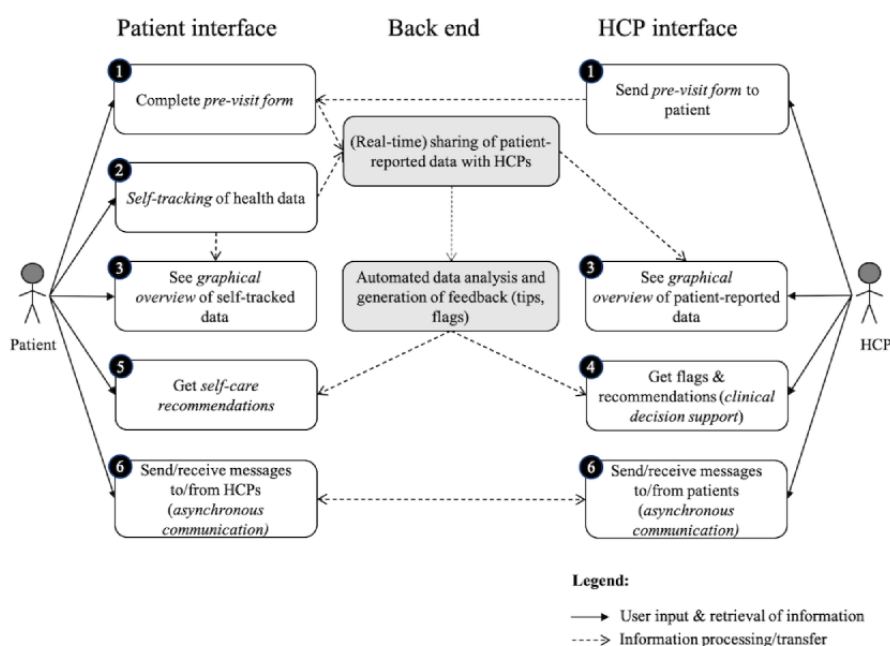 Patient interface
Back end
HCP interface
1
Complete pre-visit form
1
Send pre-visit form to
patient
(Real-time) sharing of patient-
reported data with HCPs
2
Self-tracking of health data
3
See graphical
overview of self-tracked
data
Automated data analysis and
generation of feedback (tips,
flags)
3
See graphical
overview of patient-reported
data
Patient
HCP
5
Get self-care
recommendations
4
Get flags &
recommendations (clinical
decision support)
6
Send/receive messages
to/from HCPs
(asynchronous
communication)
6
Send/receive messages
to/from patients
(asynchronous
communication)
Legend:
User input & retrieval of information
Information processing/transfer